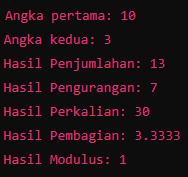 Angka pertama: 10
Angka kedua: 3
Hasil Penjumlahan: 13
Hasil Pengurangan: 7
Hasil Perkalian: 30
Hasil Pembagian: 3.3333
Hasil Modulus: 1